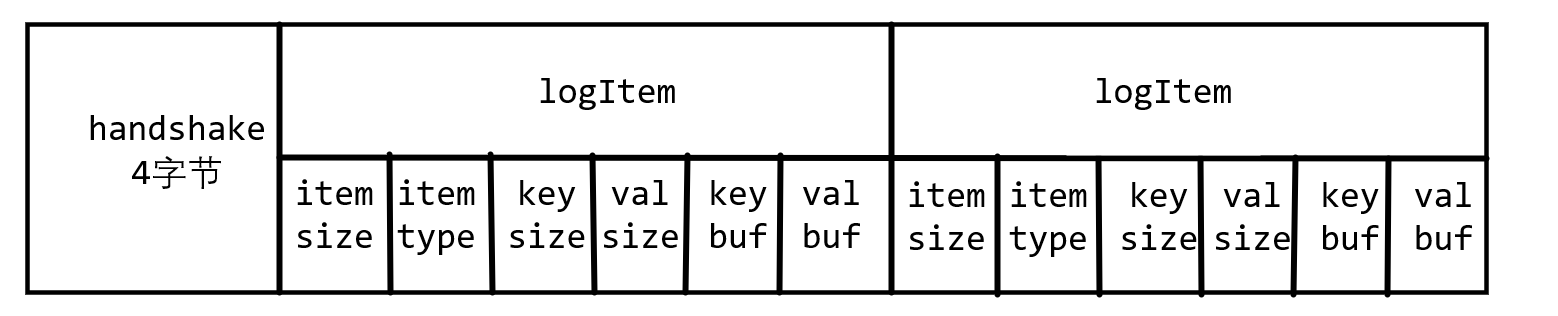 handshake
4字节
logItem
item
size
item
type
key
size
val
size
key
buf
val
buf
logItem
item
size
item
type
key
size
val
size
key
buf
val
buf